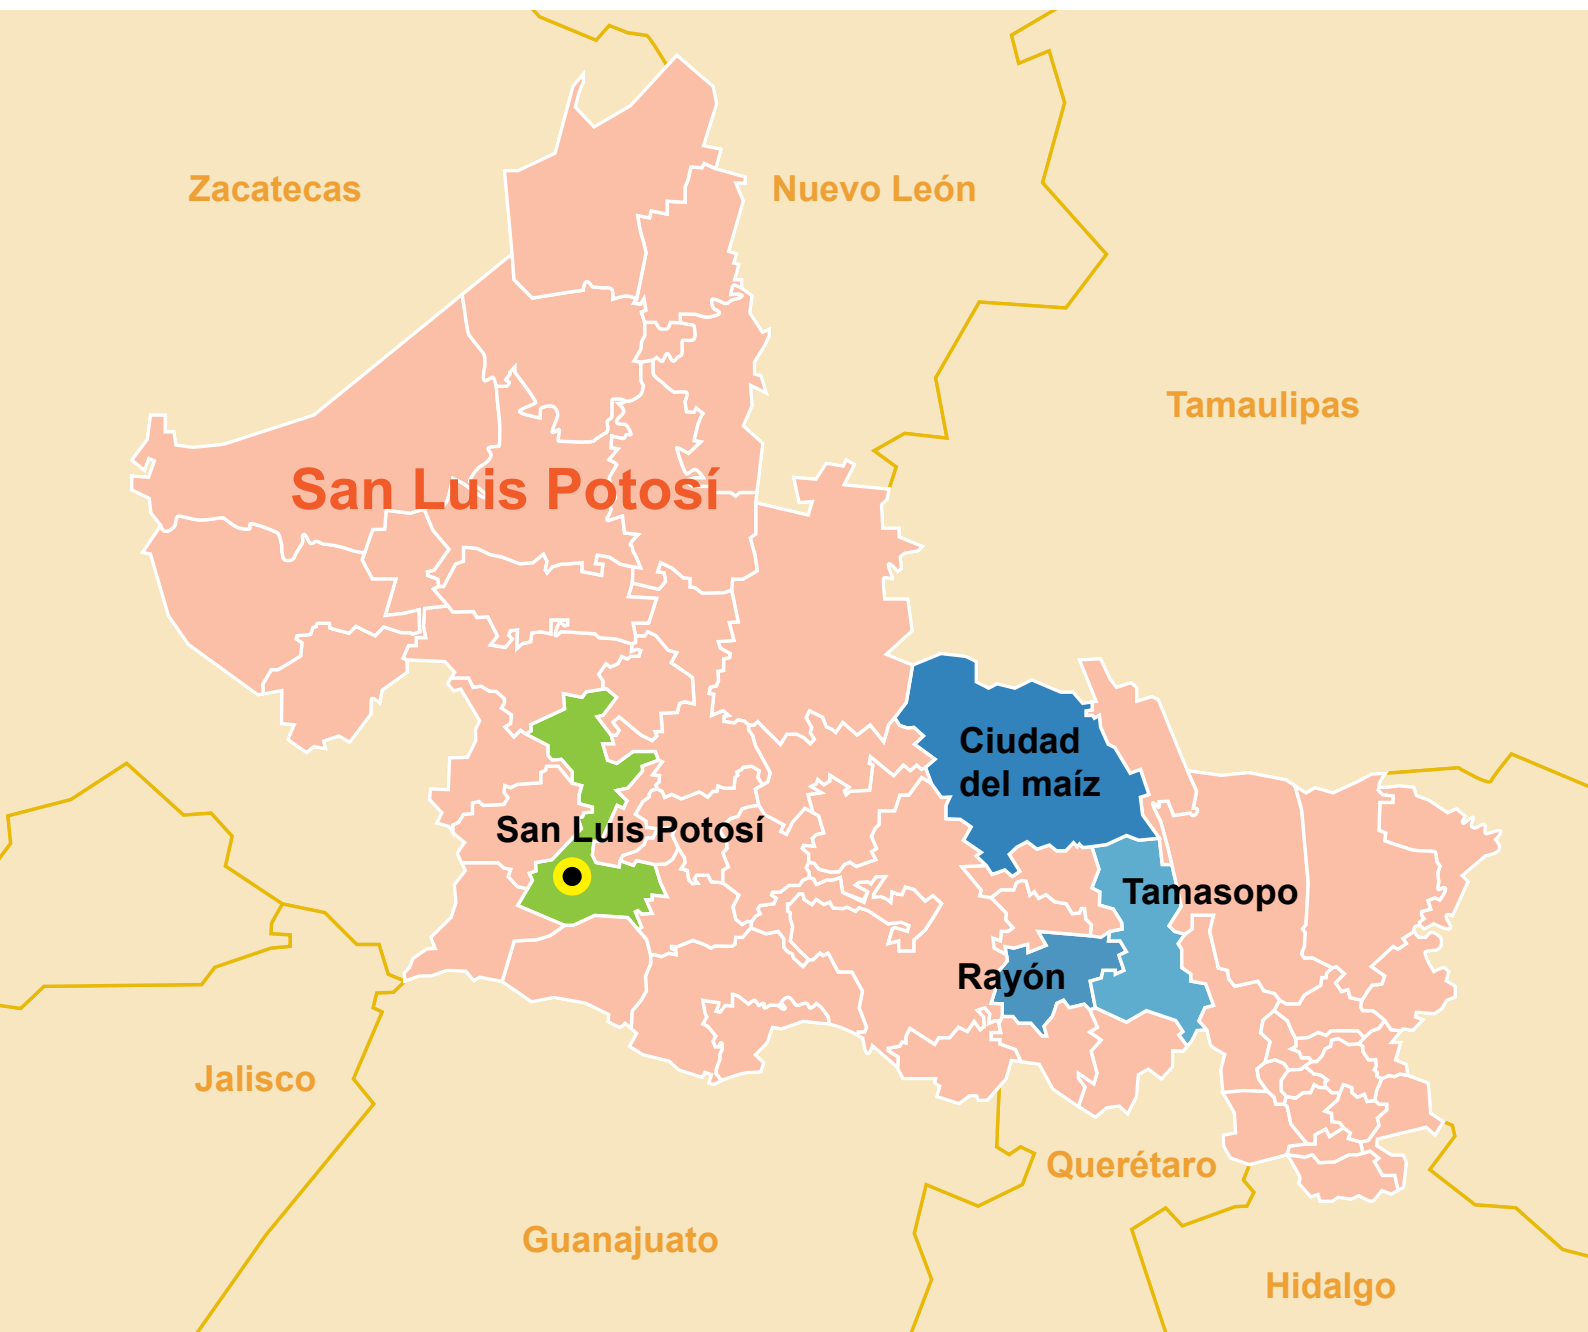 Zacatecas
Nuevo León
Tamaulipas
San Luis Potosí
Ciudad
del maíz
San Luis Potosí
Tamasopo
Rayón
Jalisco
Querétaro
Guanajuato
Hidalgo